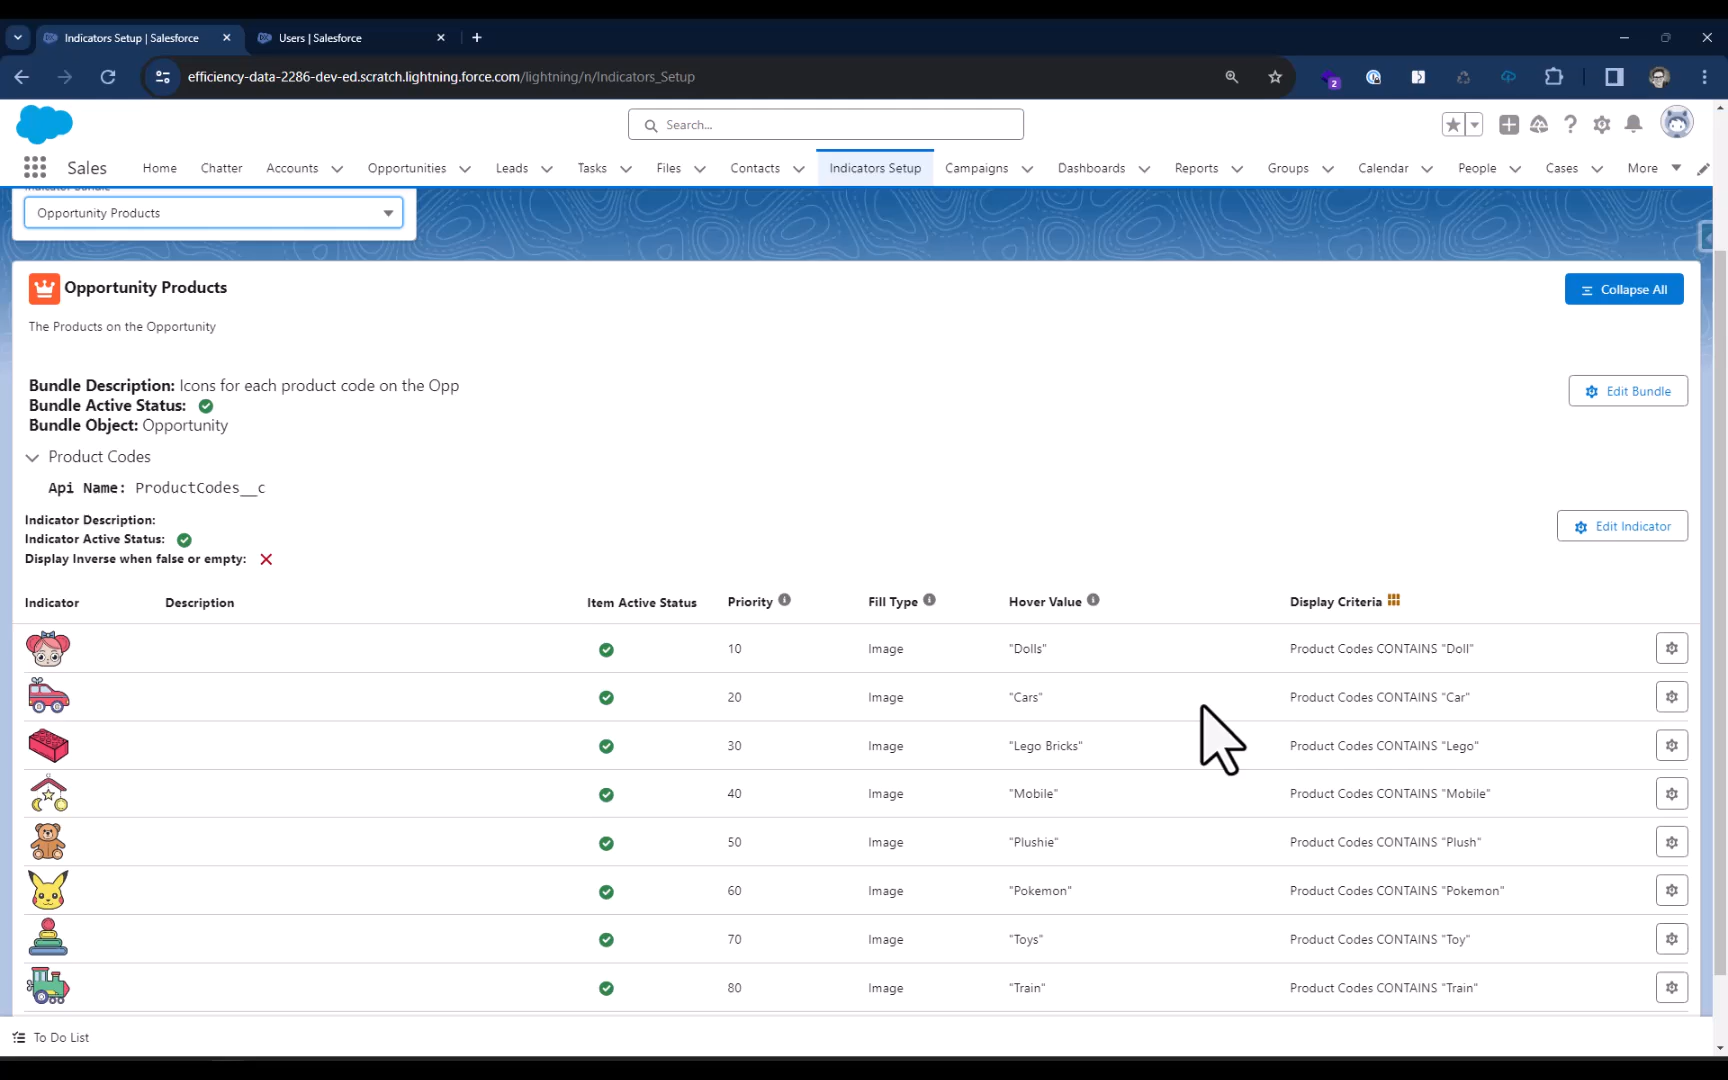 Indicators Setup | Salesforce
Users | Salesforce
efficiency-data-2286-dev-ed.scratch.lightning.force.com/lightning/n/Indicators_Setup
2
Search...
Sales
Home
Chatter
Accounts
Opportunities
Leads
Tasks
Files
Contacts
Indicators Setup
Campaigns
Dashboards
Reports
Groups
Calendar
People
Cases
More
Indicator Bundle
Opportunity Products
Opportunity Products
Collapse All
The Products on the Opportunity
Bundle Description: Icons for each product code on the Opp
Edit Bundle
Bundle Active Status:
Bundle Object: Opportunity
Product Codes
Api Name: ProductCodes__c
Indicator Description:
Edit Indicator
Indicator Active Status:
Display Inverse when false or empty:
Indicator Description Item Active Status Priority Fill Type Hover Value Display Criteria
10 Image "Dolls" Product Codes CONTAINS "Doll"
20 Image "Cars" Product Codes CONTAINS "Car"
30 Image "Lego Bricks" Product Codes CONTAINS "Lego"
40 Image "Mobile" Product Codes CONTAINS "Mobile"
50 Image "Plushie" Product Codes CONTAINS "Plush"
60 Image "Pokemon" Product Codes CONTAINS "Pokemon"
70 Image "Toys" Product Codes CONTAINS "Toy"
80 Image "Train" Product Codes CONTAINS "Train"
To Do List